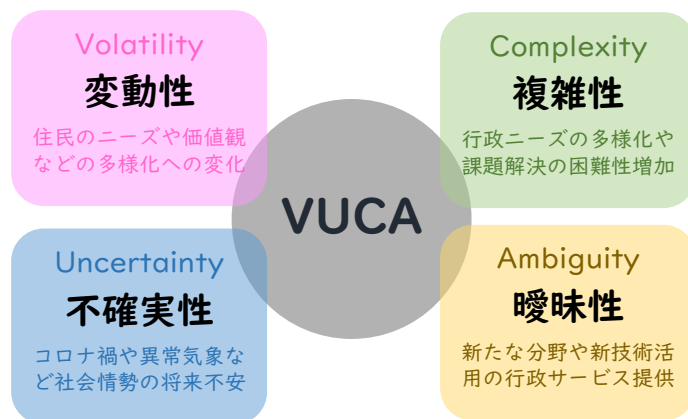 Volatility
変動性
住民のニーズや価値観
などの多様化への変化
Complexity
複雑性
行政ニーズの多様化や
課題解決の困難性増加
VUCA
Uncertainty
不確実性
コロナ禍や異常気象な
ど社会情勢の将来不安
Ambiguity
曖昧性
新たな分野や新技術活
用の行政サービス提供